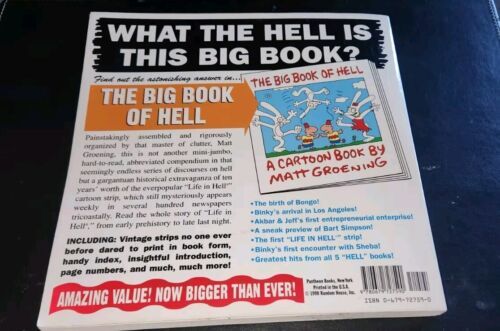 WHAT THE HELL IS
THIS BIG BOOK?
Find out the astonishing answer in...
THE BIG BOOK
OF HELL
Painstakingly assembled and rigorously
organized by that master of clutter, Matt
Groening, this is not another mini-jumbo,
hard-to-read, abbreviated compendium in that
seemingly endless series of discourses on hell
but a gargantuan historical extravaganza of ten
years' worth of the everpopular "Life in Hell"
cartoon strip, which still mysteriously appears
weekly in several hundred newspapers
tricoastally. Read the whole story of "Life in
Hell", from early prehistory to late last night.
INCLUDING: Vintage strips no one ever
before dared to print in book form,
handy index, insightful introduction,
page numbers, and much, much more!
AMAZING VALUE! NOW BIGGER THAN EVER!
THE BIG BOOK OF HELL
A CARTOON BOOK BY
MATT GROENING
•The birth of Bongo!
•Binky's arrival in Los Angeles!
•Akbar & Jeff's first entrepreneurial enterprise!
•A sneak preview of Bart Simpson!
•The first "LIFE IN HELL" strip!
•Binky's first encounter with Sheba!
•Greatest hits from all 5 "HELL" books!
Pantheon Books, New York
Printed in the U.S.A.
© 1990 Random House, Inc.
9 780679 727590
ISBN 0-679-72759-0